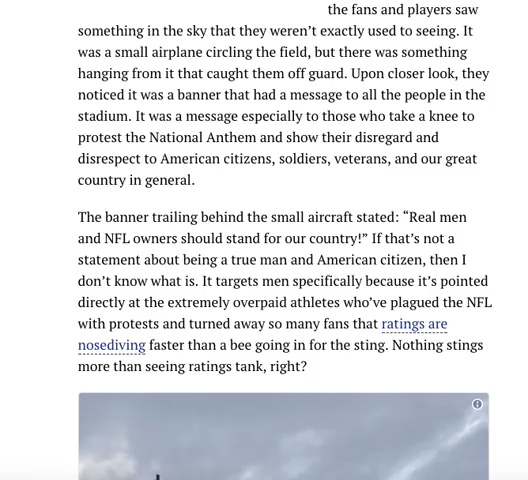 the fans and players saw
something in the sky that they weren’t exactly used to seeing. It
was a small airplane circling the field, but there was something
hanging from it that caught them off guard. Upon closer look, they
noticed it was a banner that had a message to all the people in the
stadium. It was a message especially to those who take a knee to
protest the National Anthem and show their disregard and
disrespect to American citizens, soldiers, veterans, and our great
country in general.
The banner trailing behind the small aircraft stated: “Real men
and NFL owners should stand for our country!” If that’s not a
statement about being a true man and American citizen, then I
don’t know what is. It targets men specifically because it’s pointed
directly at the extremely overpaid athletes who’ve plagued the NFL
with protests and turned away so many fans that ratings are
nosediving faster than a bee going in for the sting. Nothing stings
more than seeing ratings tank, right?